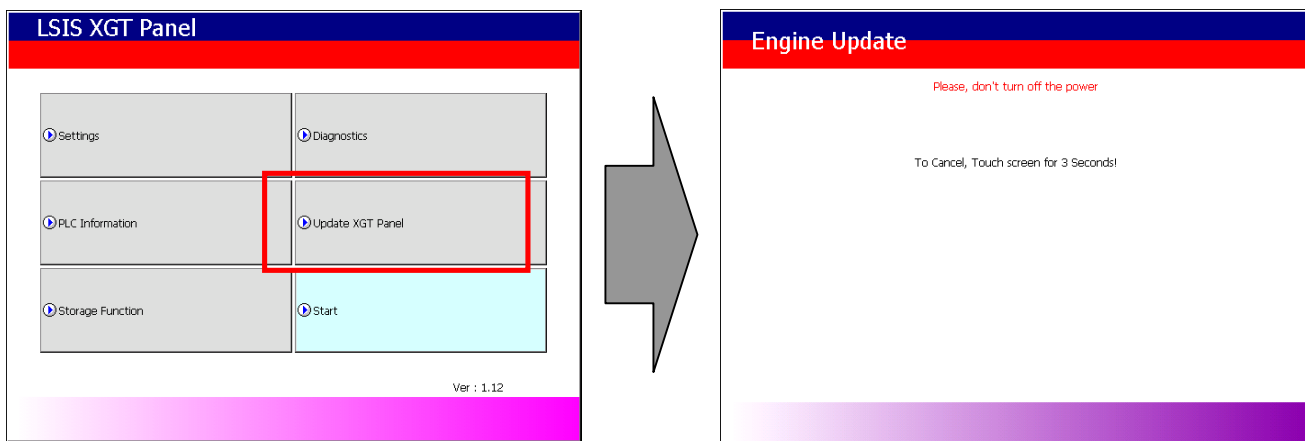 LSIS XGT Panel
Settings
Diagnostics
PLC Information
Update XGT Panel
Storage Function
Start
Ver : 1.12
Engine Update
Please, don't turn off the power
To Cancel, Touch screen for 3 Seconds!